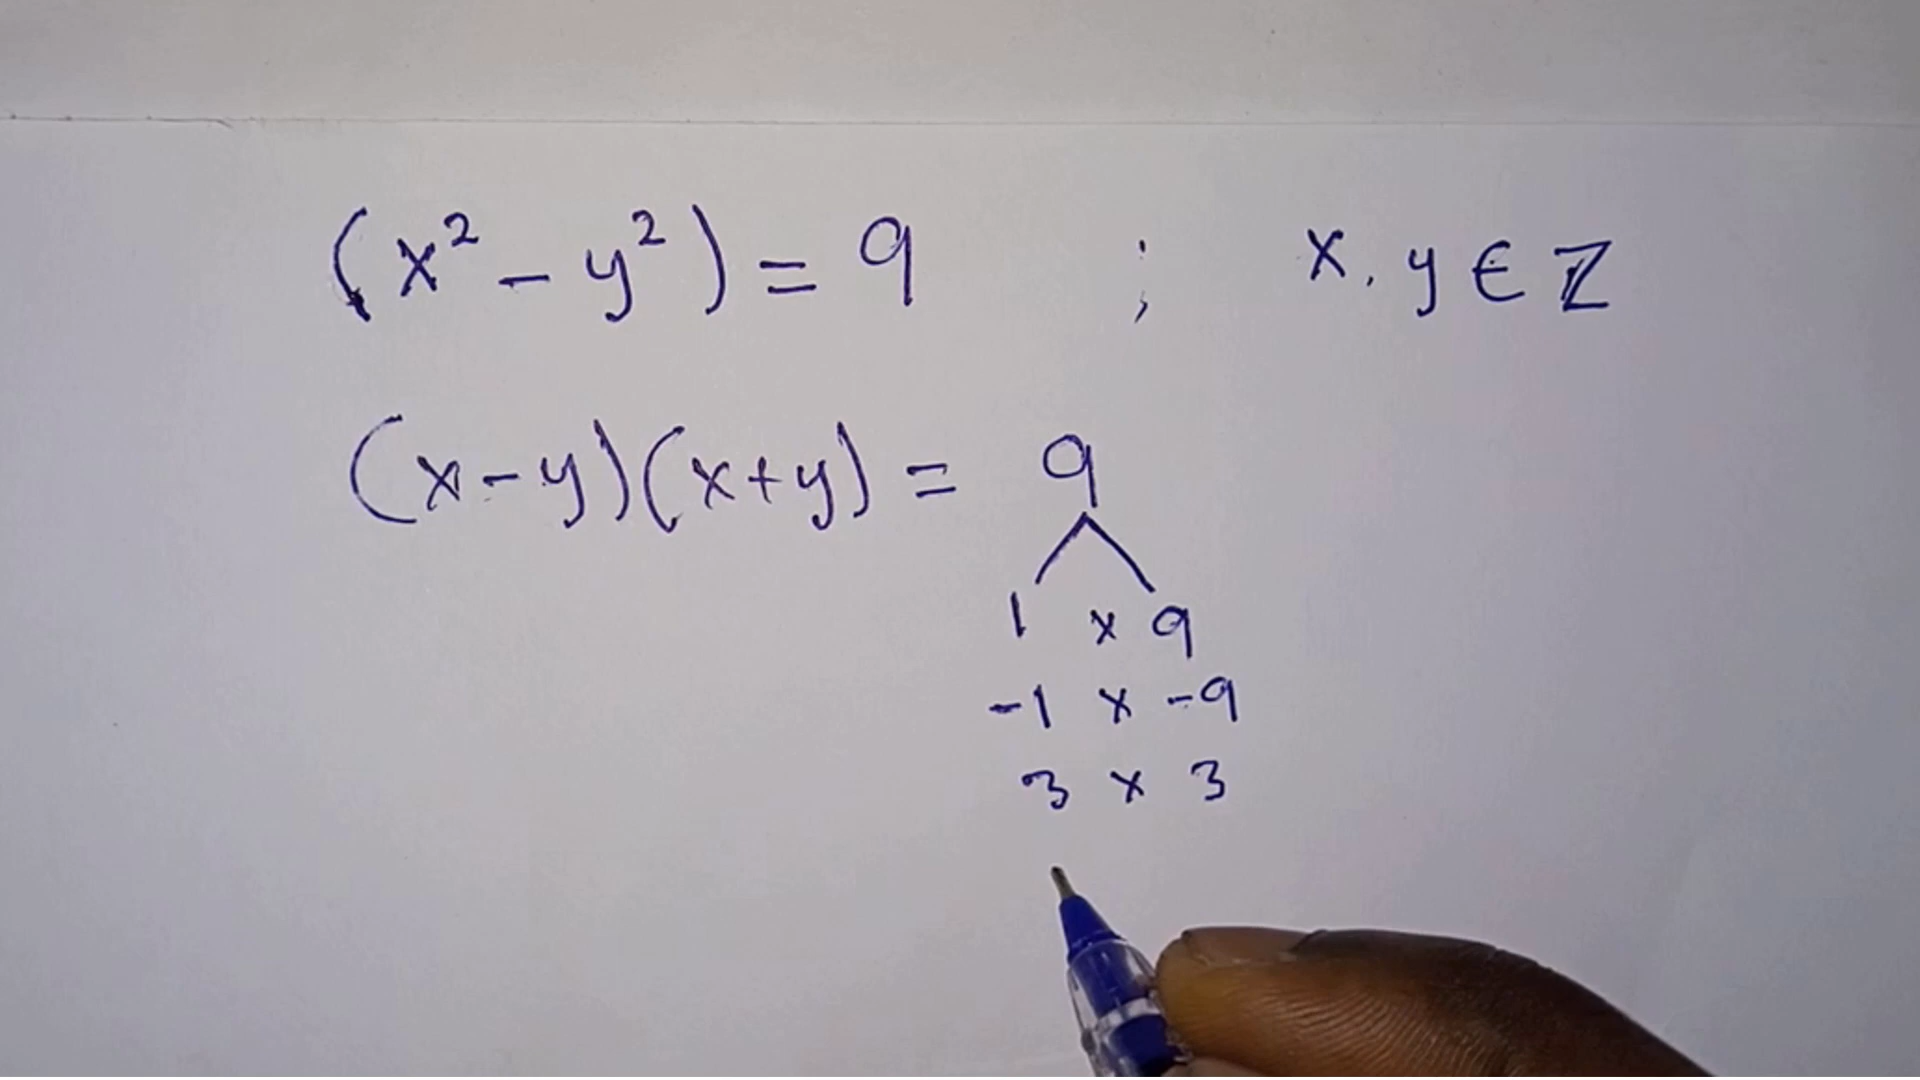 (x² - y²) = 9 ; x, y ∈ Z
(x-y)(x+y) = 9
1 x 9
-1 x -9
3 x 3